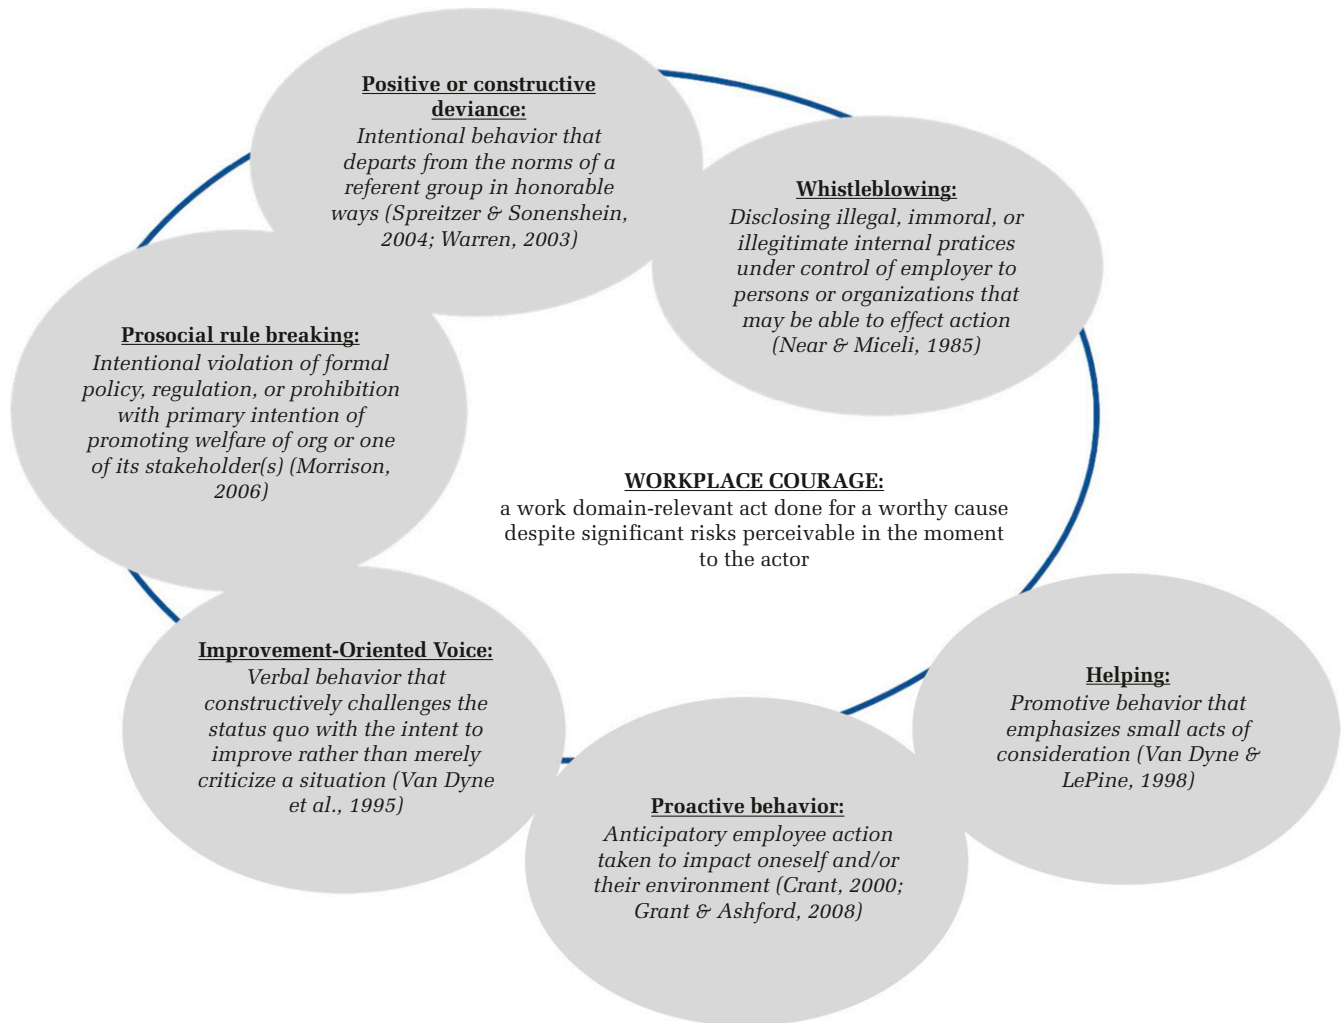 Positive or constructive
deviance:
Intentional behavior that
departs from the norms of a
referent group in honorable
ways (Spreitzer & Sonenshein,
2004; Warren, 2003)
Whistleblowing:
Disclosing illegal, immoral, or
illegitimate internal pratices
under control of employer to
persons or organizations that
may be able to effect action
(Near & Miceli, 1985)
Prosocial rule breaking:
Intentional violation of formal
policy, regulation, or prohibition
with primary intention of
promoting welfare of org or one
of its stakeholder(s) (Morrison,
2006)
WORKPLACE COURAGE:
a work domain-relevant act done for a worthy cause
despite significant risks perceivable in the moment
to the actor
Improvement-Oriented Voice:
Verbal behavior that
constructively challenges the
status quo with the intent to
improve rather than merely
criticize a situation (Van Dyne
et al., 1995)
Helping:
Promotive behavior that
emphasizes small acts of
consideration (Van Dyne &
LePine, 1998)
Proactive behavior:
Anticipatory employee action
taken to impact oneself and/or
their environment (Crant, 2000;
Grant & Ashford, 2008)